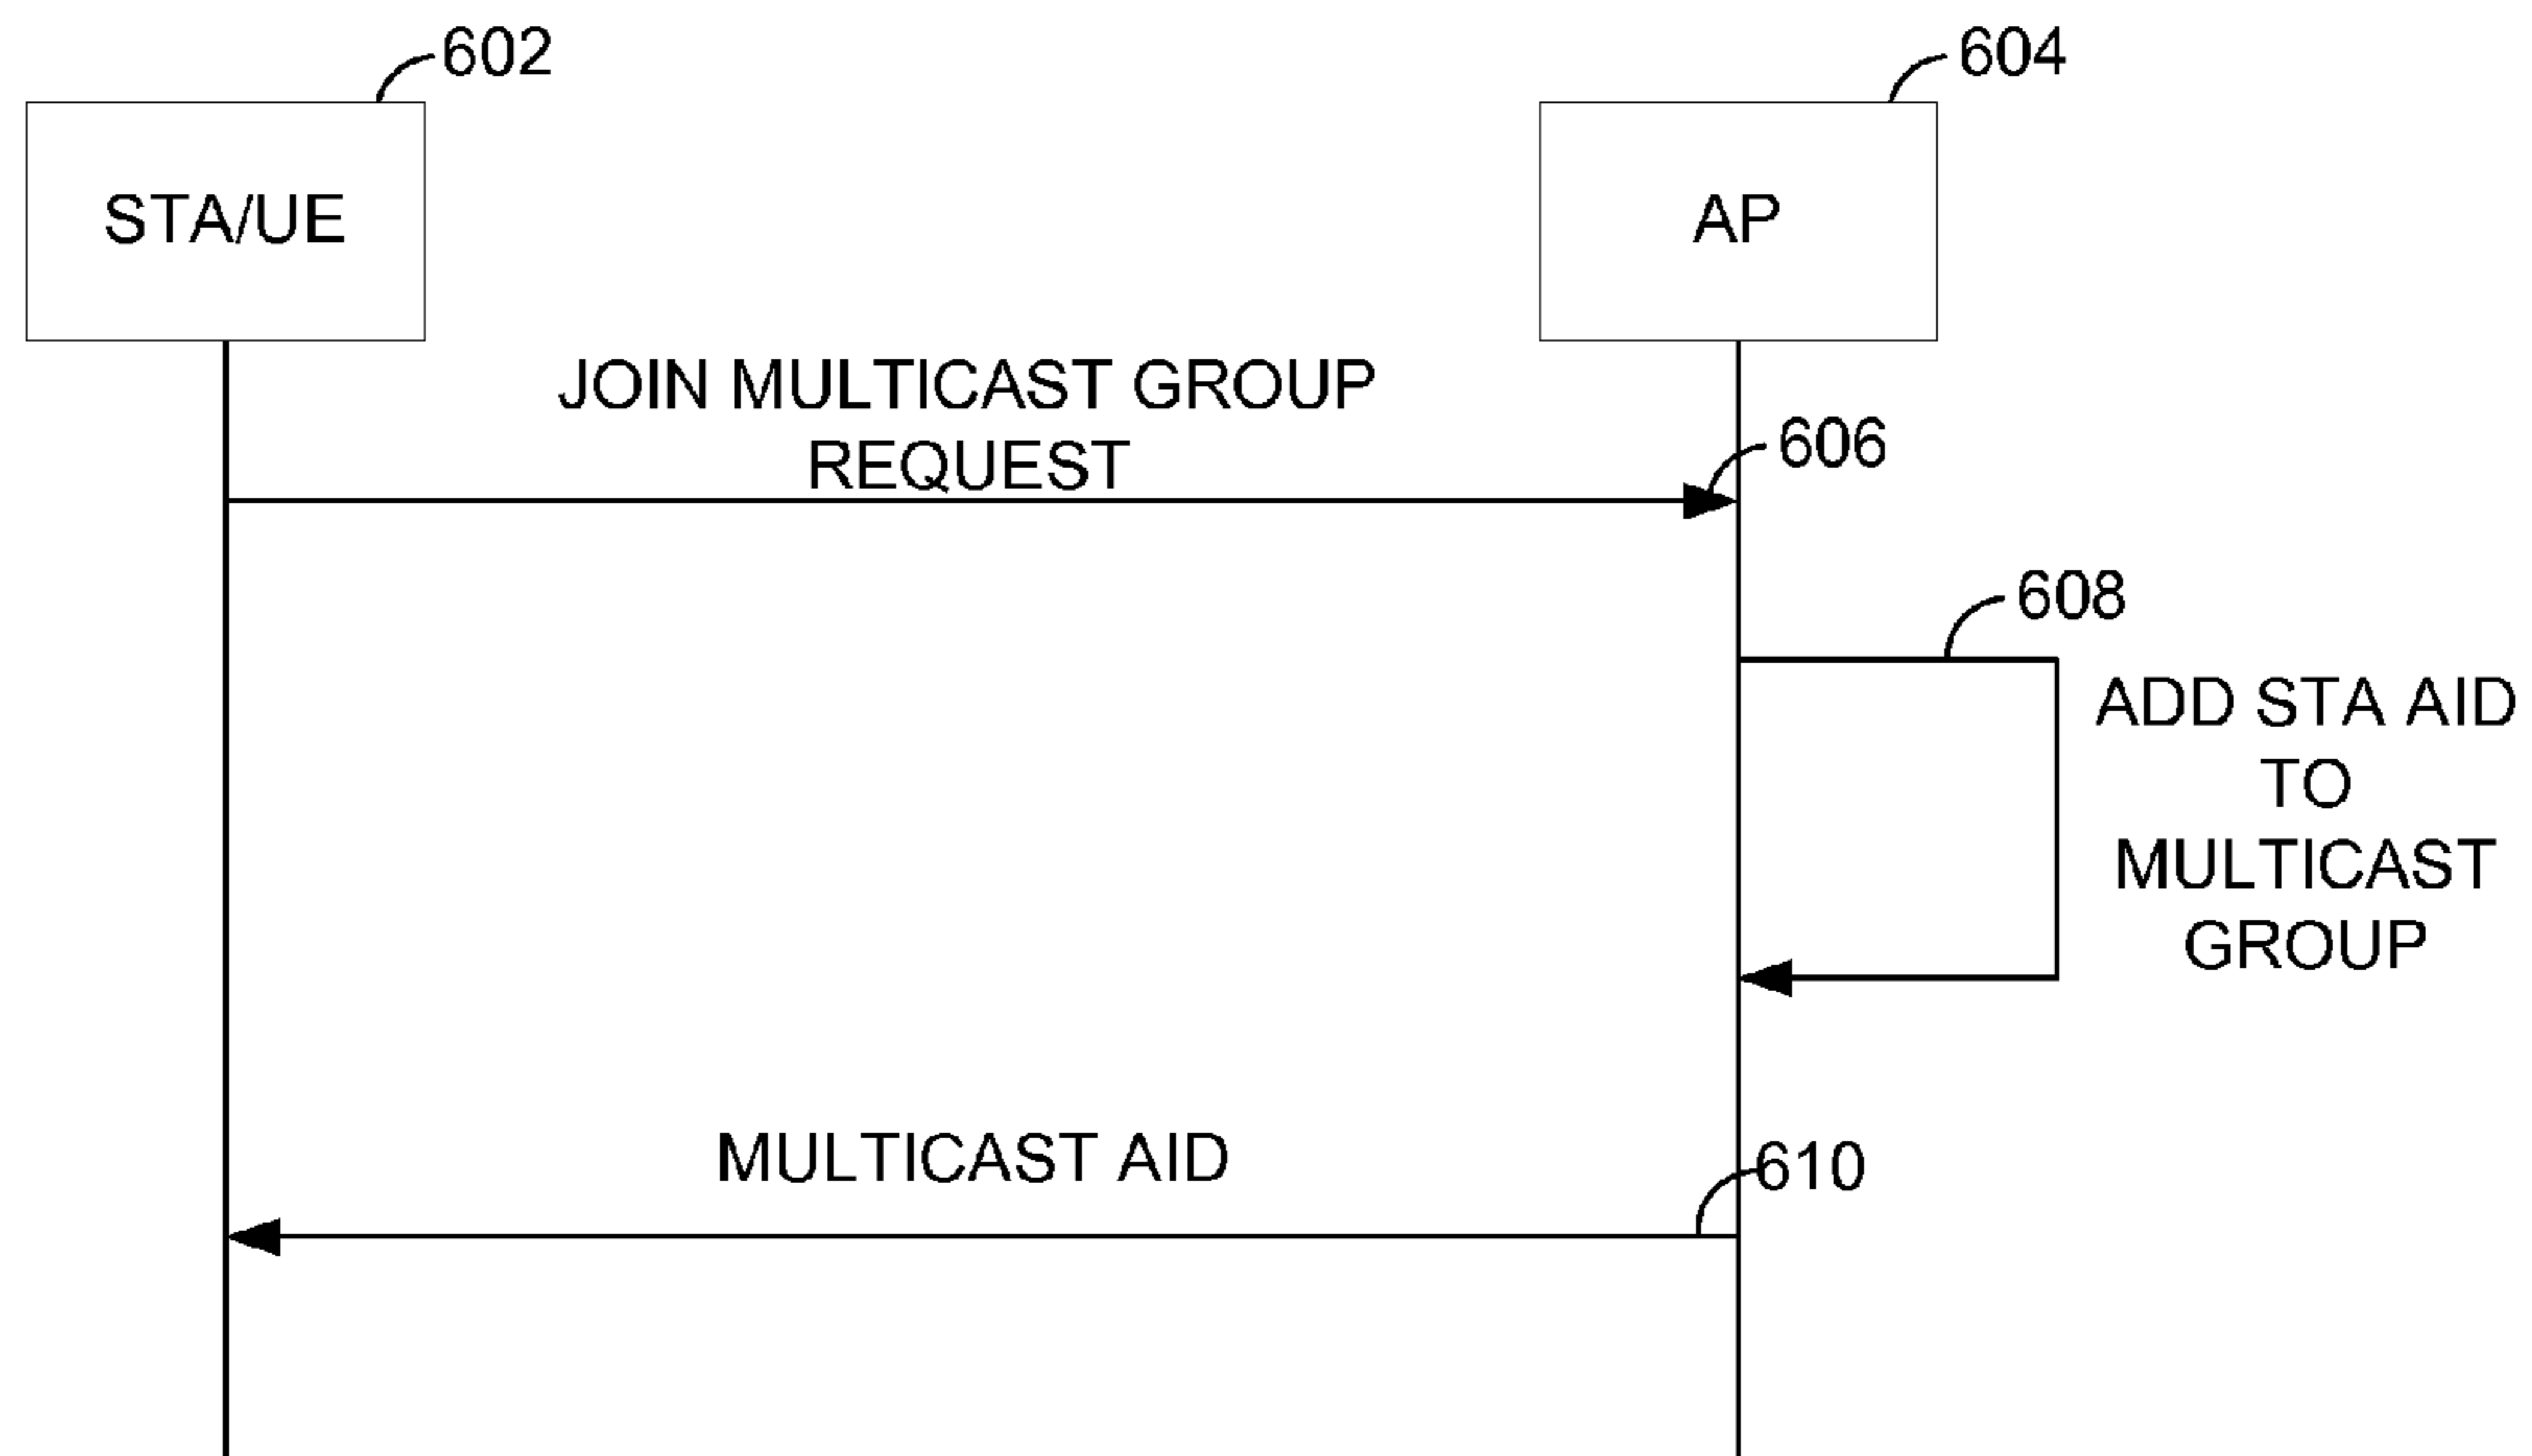 602
604
STA/UE
AP
JOIN MULTICAST GROUP
REQUEST
606
608
ADD STA AID
TO
MULTICAST
GROUP
MULTICAST AID
610